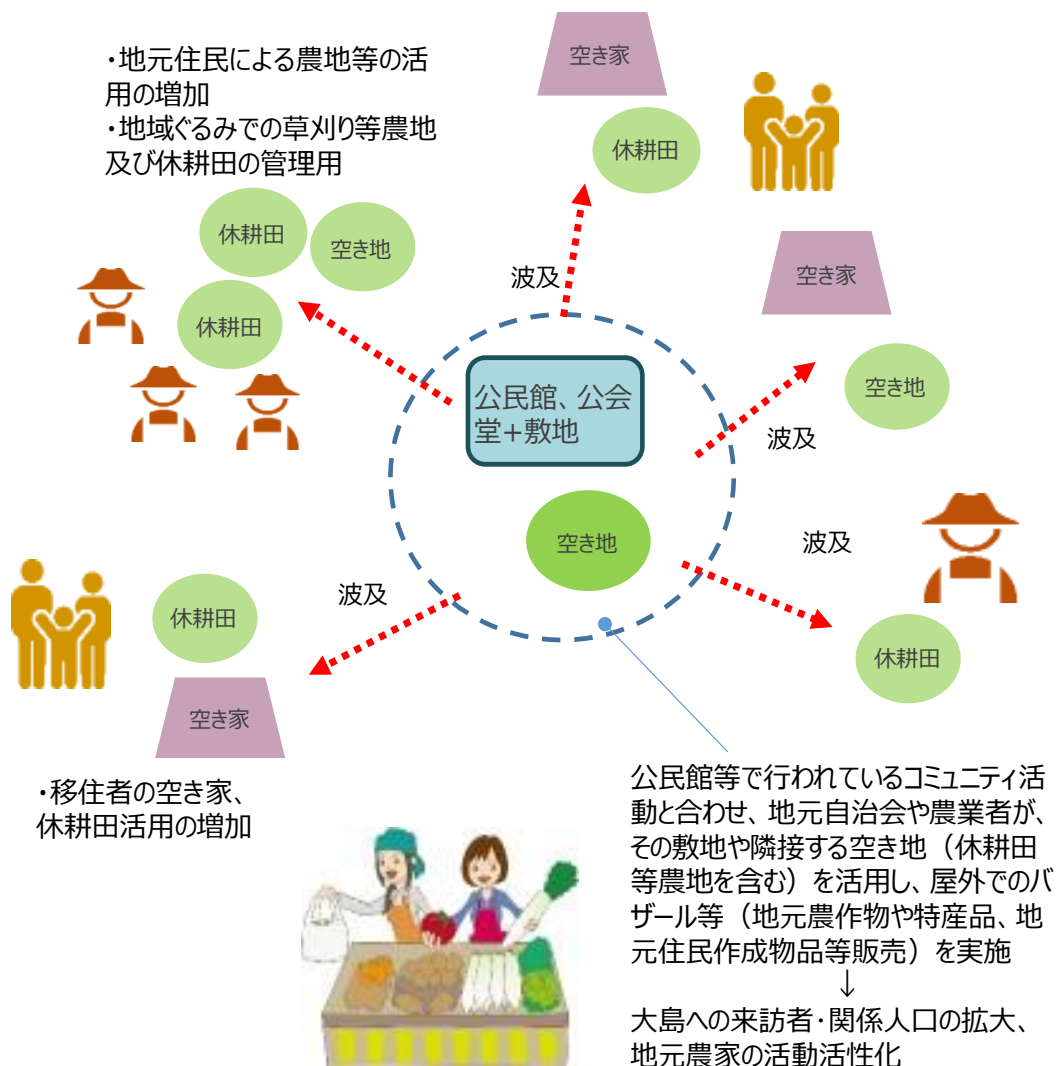 ・地元住民による農地等の活
用の増加
・地域ぐるみでの草刈り等農地
及び休耕田の管理用
空き家
休耕田
休耕田
空き地
休耕田
波及
空き家
空き地
波及
公民館、公会
堂+敷地
空き地
波及
休耕田
波及
休耕田
空き家
・移住者の空き家、
休耕田活用の増加
公民館等で行われているコミュニティ活
動と合わせ、地元自治会や農業者が、
その敷地や隣接する空き地（休耕田
等農地を含む）を活用し、屋外でのバ
ザール等（地元農作物や特産品、地
元住民作成物品等販売）を実施
↓
大島への来訪者・関係人口の拡大、
地元農家の活動活性化